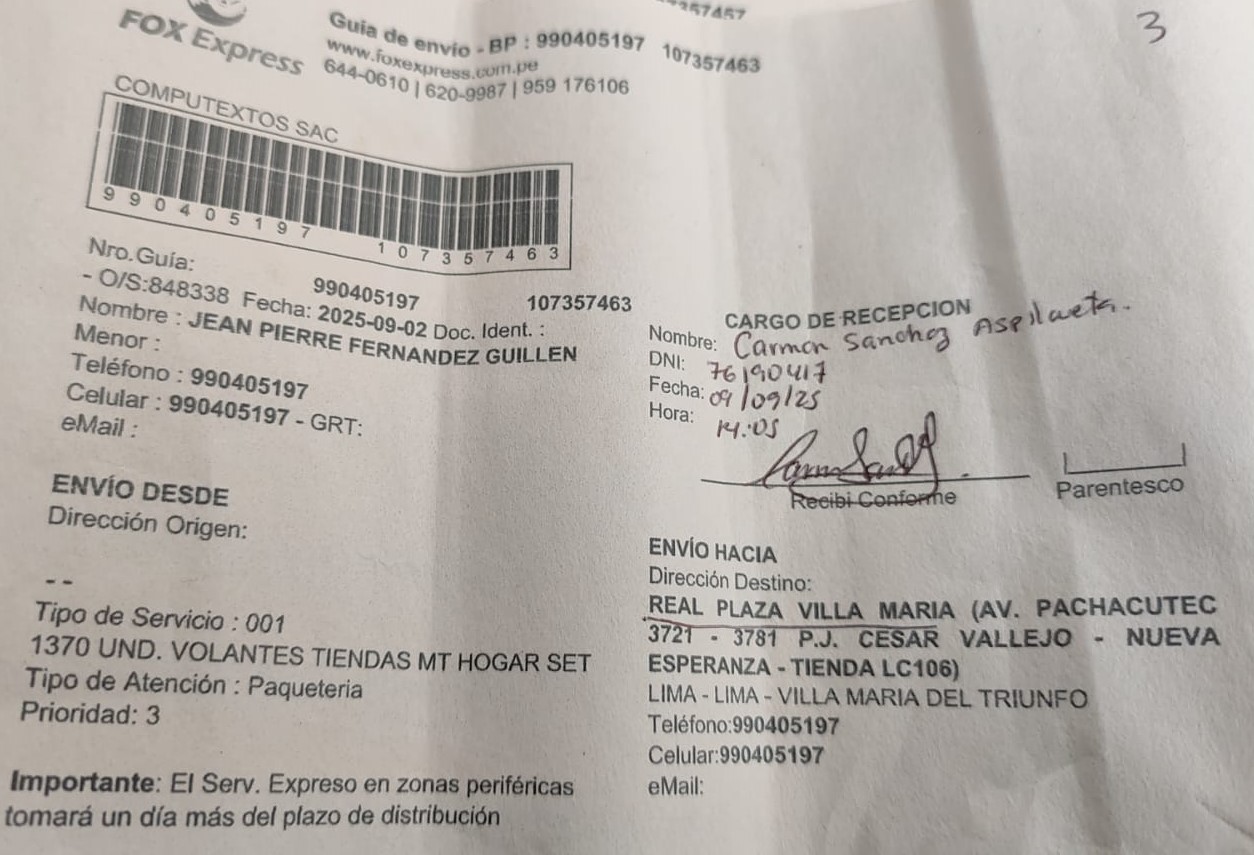 3
FOX Express
Guía de envío - BP : 990405197 107357463
www.foxexpress.com.pe
644-0610 | 620-9987 | 959 176106
COMPUTEXTOS SAC
990405197 107357463
Nro.Guía: 990405197 107357463
- O/S:848338 Fecha: 2025-09-02 Doc. Ident. :
Nombre : JEAN PIERRE FERNANDEZ GUILLEN
Menor :
Teléfono : 990405197
Celular : 990405197 - GRT:
eMail :
ENVÍO DESDE
Dirección Origen:
--
Tipo de Servicio : 001
1370 UND. VOLANTES TIENDAS MT HOGAR SET
Tipo de Atención : Paqueteria
Prioridad: 3
Importante: El Serv. Expreso en zonas periféricas
tomará un día más del plazo de distribución
CARGO DE RECEPCION
Nombre: Carmen Sanchez Aspilcueta.
DNI: 76190417
Fecha: 09/09/25
Hora: 14:05
Recibi Conforme
Parentesco
ENVÍO HACIA
Dirección Destino:
REAL PLAZA VILLA MARIA (AV. PACHACUTEC
3721 - 3781 P.J. CESAR VALLEJO - NUEVA
ESPERANZA - TIENDA LC106)
LIMA - LIMA - VILLA MARIA DEL TRIUNFO
Teléfono:990405197
Celular:990405197
eMail: